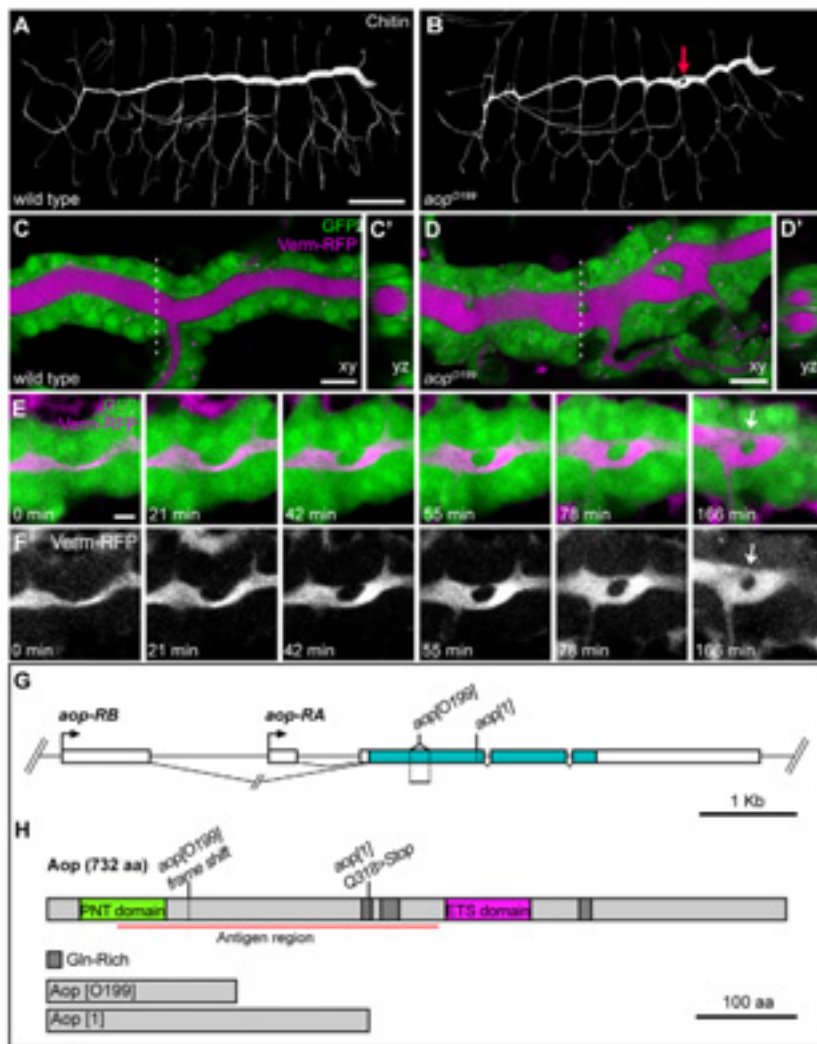 A Chitin B
wild type aop^O199
C GFP C' D D'
Verm-RFP
wild type xy yz aop^O199 xy yz
E GFP
Verm-RFP
0 min 21 min 42 min 55 min 78 min 166 min
F Verm-RFP
0 min 21 min 42 min 55 min 78 min 166 min
G
aop-RB aop-RA aop[O199] aop[1]
1 Kb
H
Aop (732 aa) aop[O199] frame shift aop[1] Q318>Stop
PNT domain ETS domain
Antigen region
Gln-Rich
Aop [O199]
Aop [1] 100 aa